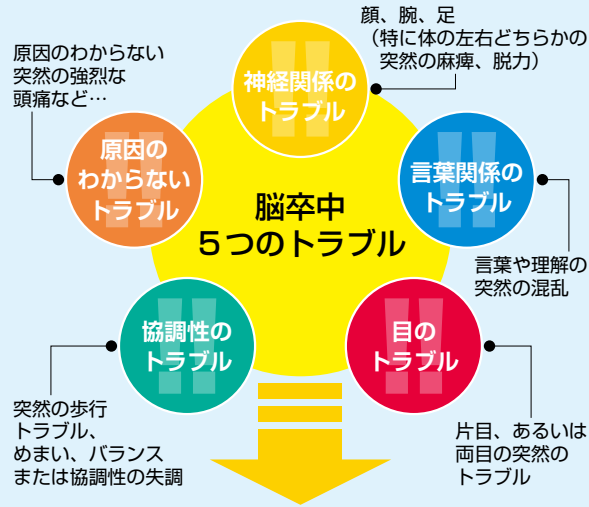 脳卒中
5つのトラブル
神経関係の
トラブル
顔、腕、足
（特に体の左右どちらかの
突然の麻痺、脱力）
言葉関係の
トラブル
言葉や理解の
突然の混乱
目の
トラブル
片目、あるいは
両目の突然の
トラブル
協調性の
トラブル
突然の歩行
トラブル、
めまい、バランス
または協調性の失調
原因の
わからない
トラブル
原因のわからない
突然の強烈な
頭痛など…